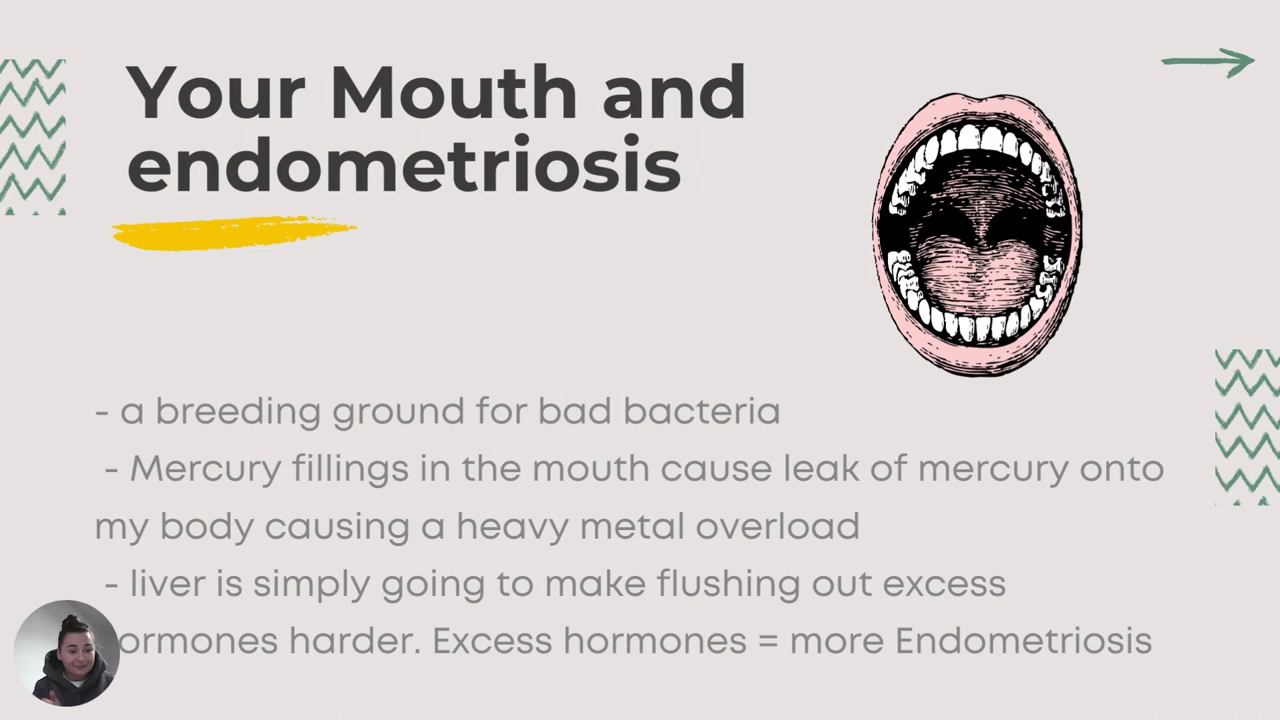 Your Mouth and
endometriosis
- a breeding ground for bad bacteria
- Mercury fillings in the mouth cause leak of mercury onto
my body causing a heavy metal overload
- liver is simply going to make flushing out excess
ormones harder. Excess hormones = more Endometriosis